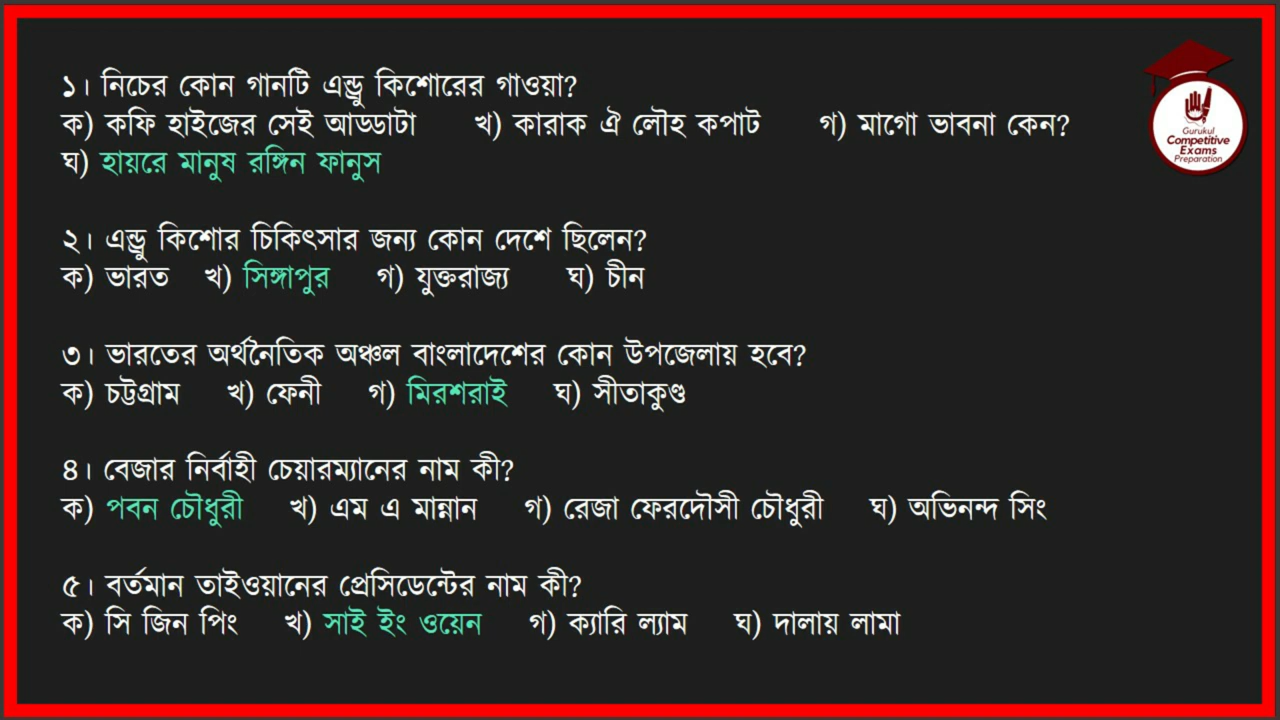 ১। নিচের কোন গানটি এন্ড্রু কিশোরের গাওয়া?
ক) কফি হাইজের সেই আড্ডাটা খ) কারাক ঐ লৌহ কপাট গ) মাগো ভাবনা কেন?
ঘ) হায়রে মানুষ রঙ্গিন ফানুস
২। এন্ড্রু কিশোর চিকিৎসার জন্য কোন দেশে ছিলেন?
ক) ভারত খ) সিঙ্গাপুর গ) যুক্তরাজ্য ঘ) চীন
৩। ভারতের অর্থনৈতিক অঞ্চল বাংলাদেশের কোন উপজেলায় হবে?
ক) চট্টগ্রাম খ) ফেনী গ) মিরশরাই ঘ) সীতাকুণ্ড
৪। বেজার নির্বাহী চেয়ারম্যানের নাম কী?
ক) পবন চৌধুরী খ) এম এ মান্নান গ) রেজা ফেরদৌসী চৌধুরী ঘ) অভিনন্দ সিং
৫। বর্তমান তাইওয়ানের প্রেসিডেন্টের নাম কী?
ক) সি জিন পিং খ) সাই ইং ওয়েন গ) ক্যারি ল্যাম ঘ) দালায় লামা
Gurukul
Competitive
Exams
Preparation